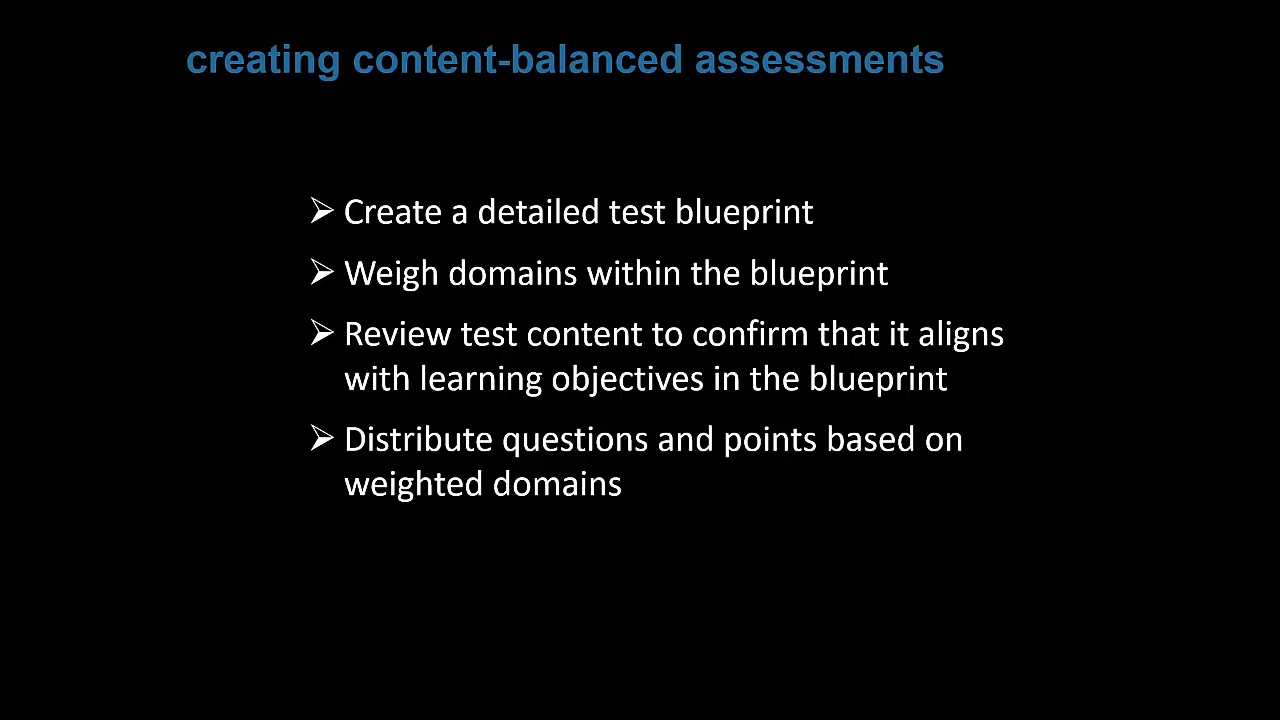 creating content-balanced assessments
➢ Create a detailed test blueprint
➢ Weigh domains within the blueprint
➢ Review test content to confirm that it aligns
with learning objectives in the blueprint
➢ Distribute questions and points based on
weighted domains